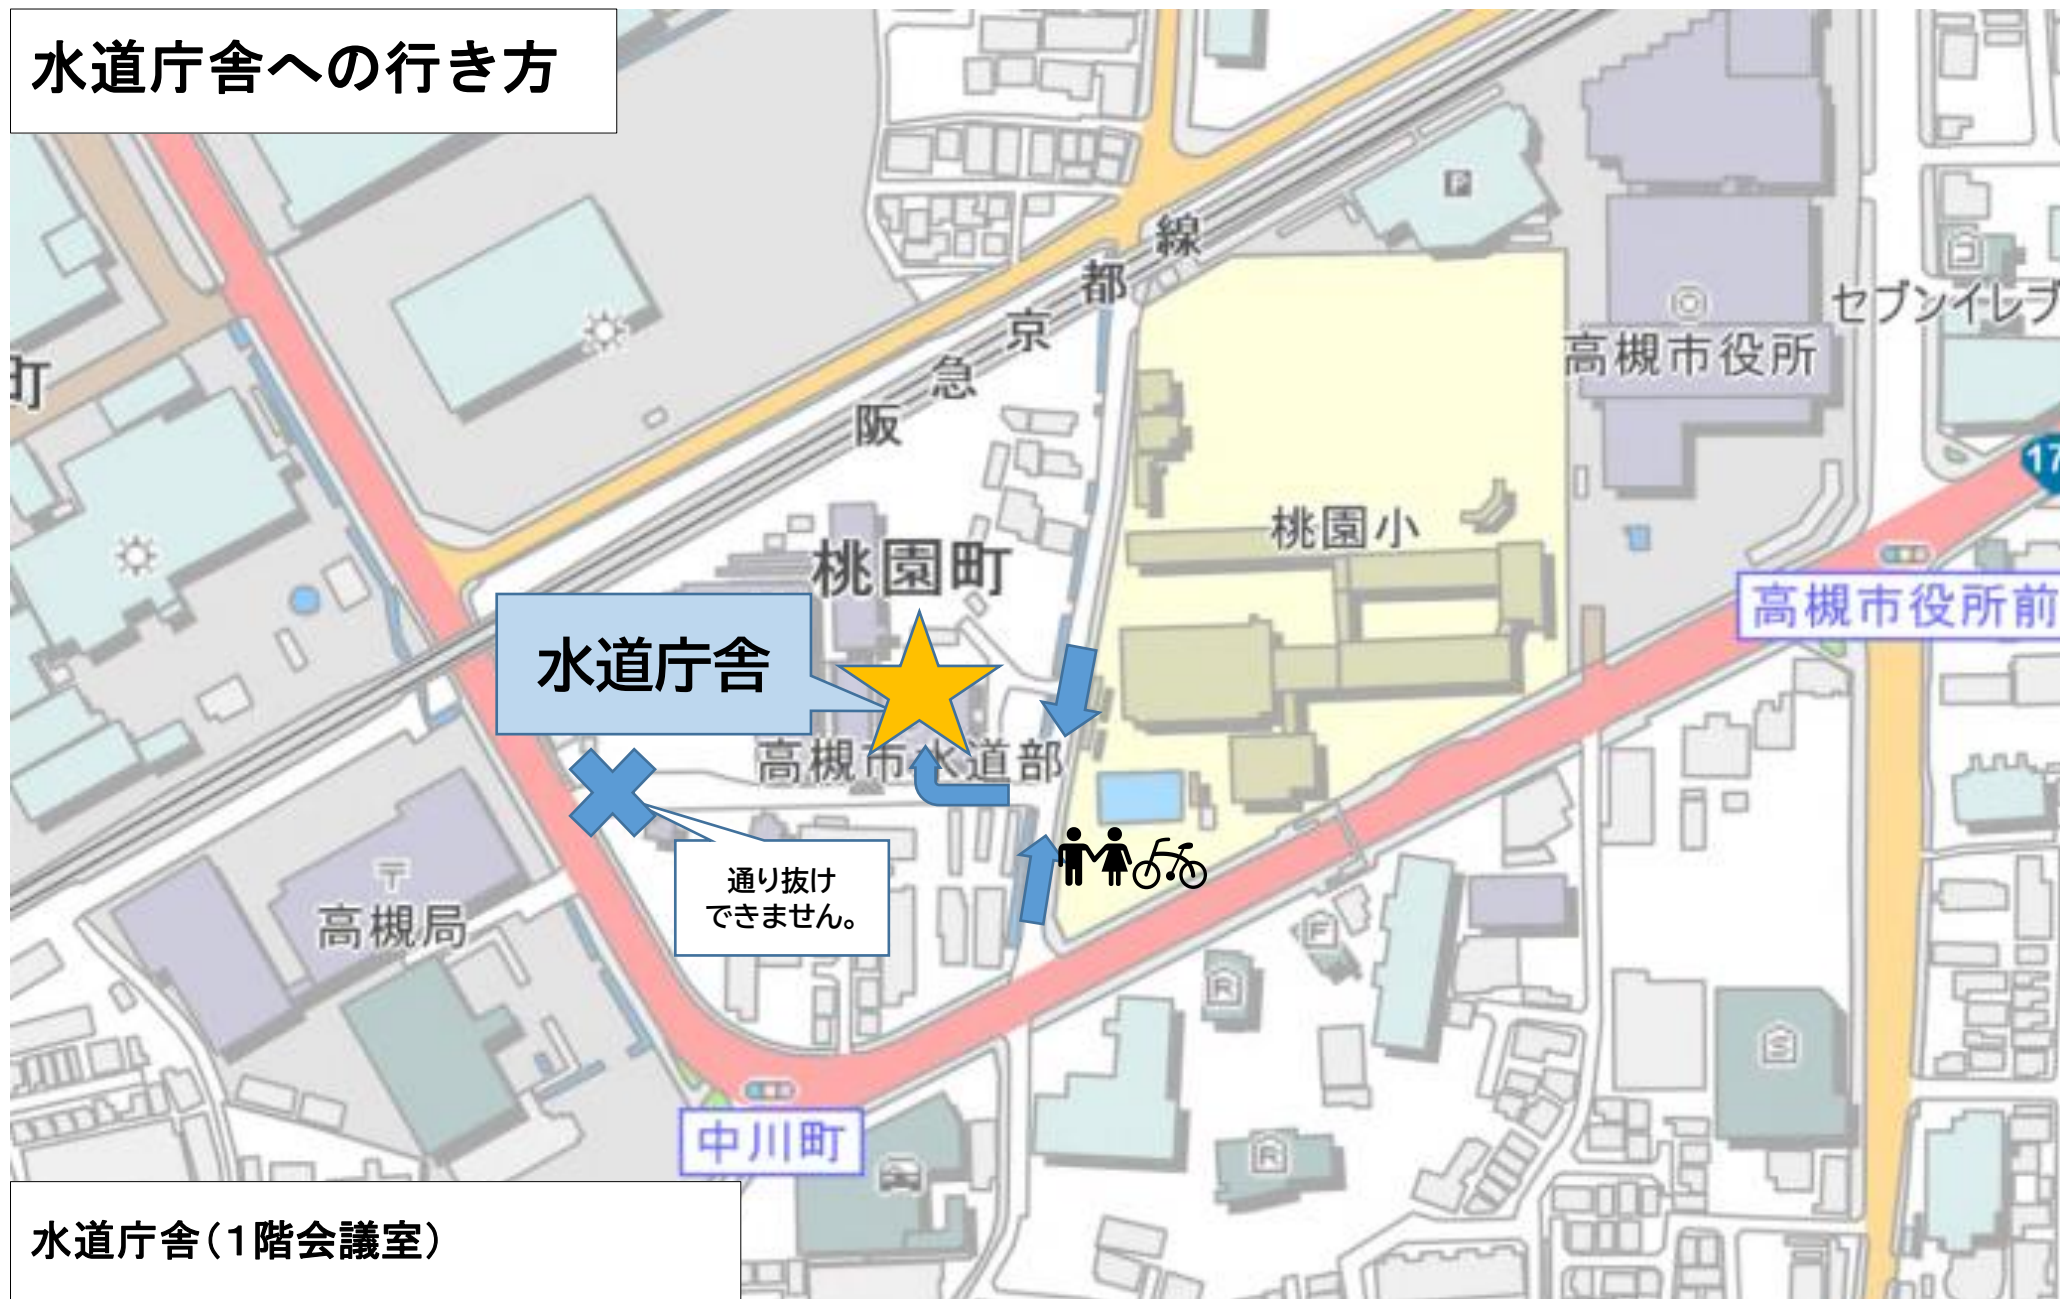 水道庁舎への行き方
線
都
京
急
阪
P
セブンイレブ
高槻市役所
町
17
桃園小
桃園町
高槻市役所前
水道庁舎
高槻市水道部
通り抜け
できません。
〒
高槻局
F
R
S
中川町
R
水道庁舎(1階会議室)